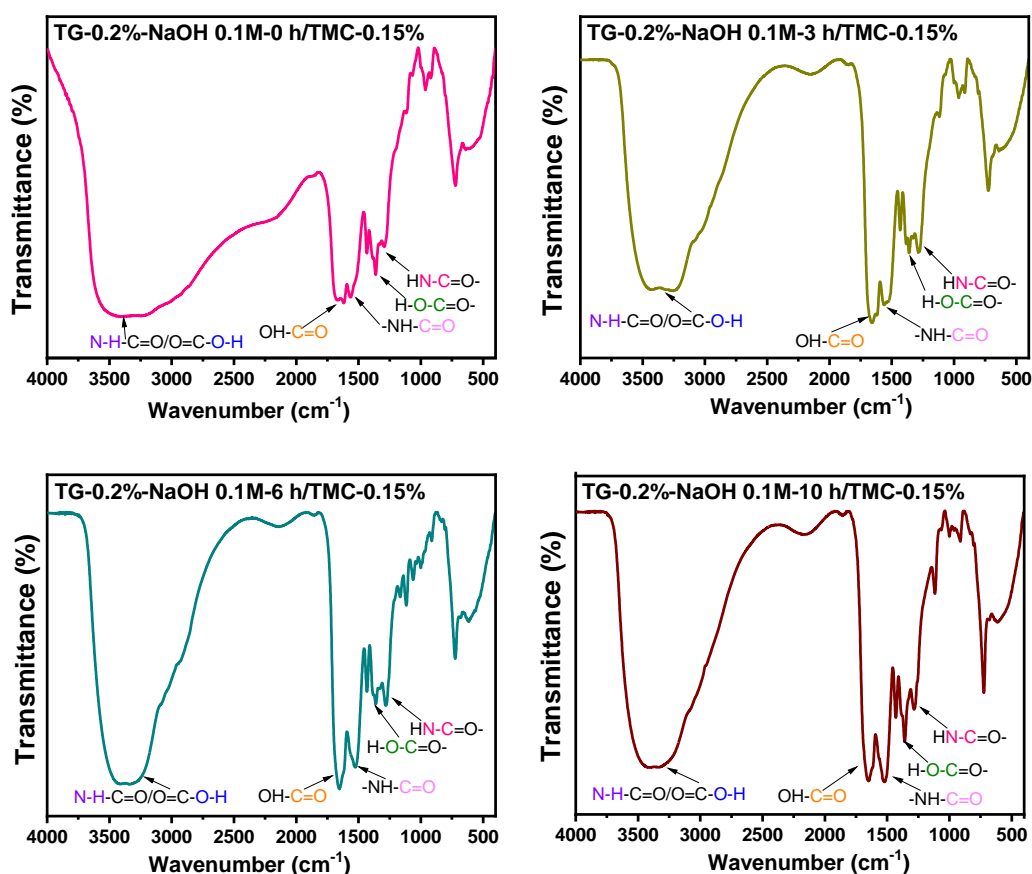 TG-0.2%-NaOH 0.1M-0 h/TMC-0.15%
Transmittance (%)
HN-C=O-
H-O-C=O-
-NH-C=O
OH-C=O
N-H-C=O/O=C-O-H
4000 3500 3000 2500 2000 1500 1000 500
Wavenumber (cm-1)
TG-0.2%-NaOH 0.1M-3 h/TMC-0.15%
Transmittance (%)
HN-C=O-
H-O-C=O-
N-H-C=O/O=C-O-H
-NH-C=O
OH-C=O
4000 3500 3000 2500 2000 1500 1000 500
Wavenumber (cm-1)
TG-0.2%-NaOH 0.1M-6 h/TMC-0.15%
Transmittance (%)
HN-C=O-
H-O-C=O-
-NH-C=O
N-H-C=O/O=C-O-H
OH-C=O
4000 3500 3000 2500 2000 1500 1000 500
Wavenumber (cm-1)
TG-0.2%-NaOH 0.1M-10 h/TMC-0.15%
Transmittance (%)
HN-C=O-
H-O-C=O-
N-H-C=O/O=C-O-H
OH-C=O
-NH-C=O
4000 3500 3000 2500 2000 1500 1000 500
Wavenumber (cm-1)